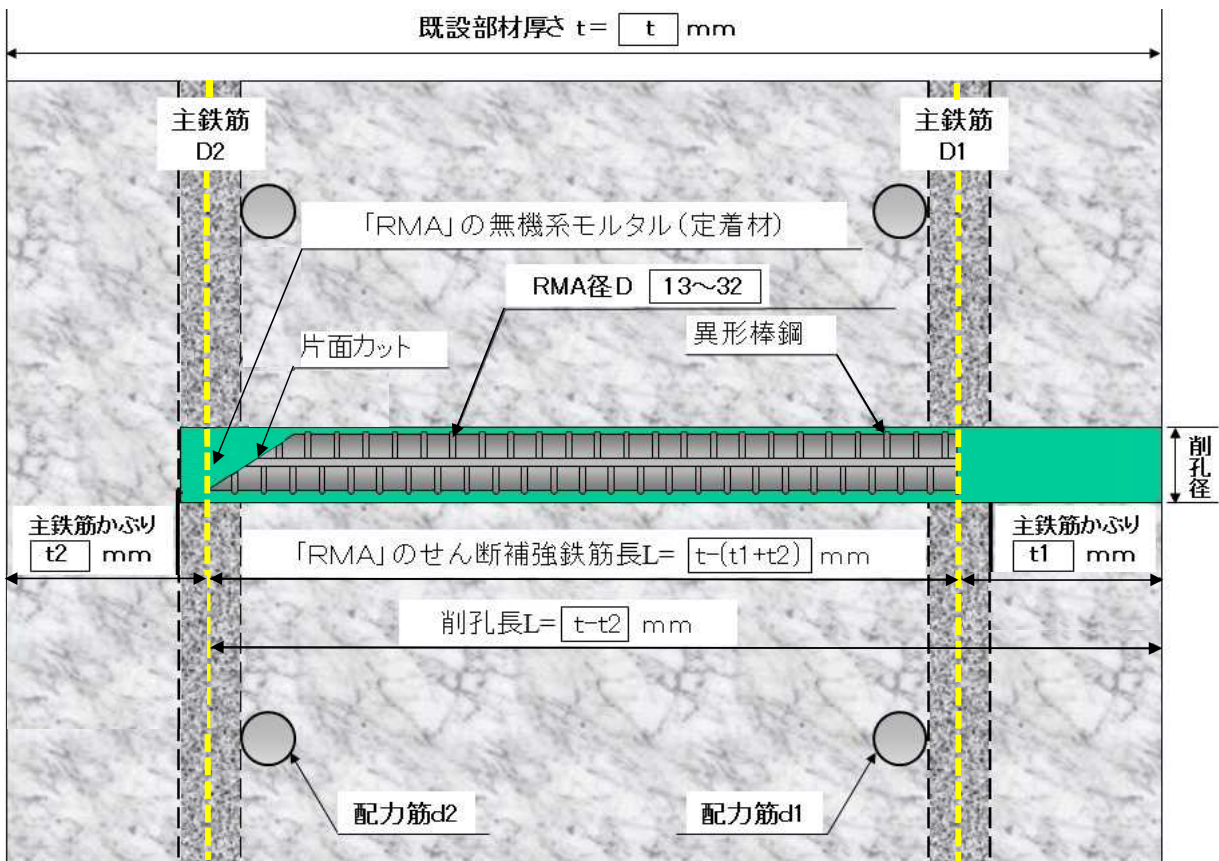 既設部材厚さ t= t mm
主鉄筋
D2
主鉄筋
D1
「RMA」の無機系モルタル(定着材)
RMA径D 13~32
片面カット
異形棒鋼
削孔径
主鉄筋かぶり
t2 mm
「RMA」のせん断補強鉄筋長L= t-(t1+t2) mm
主鉄筋かぶり
t1 mm
削孔長L= t-t2 mm
配力筋d2
配力筋d1